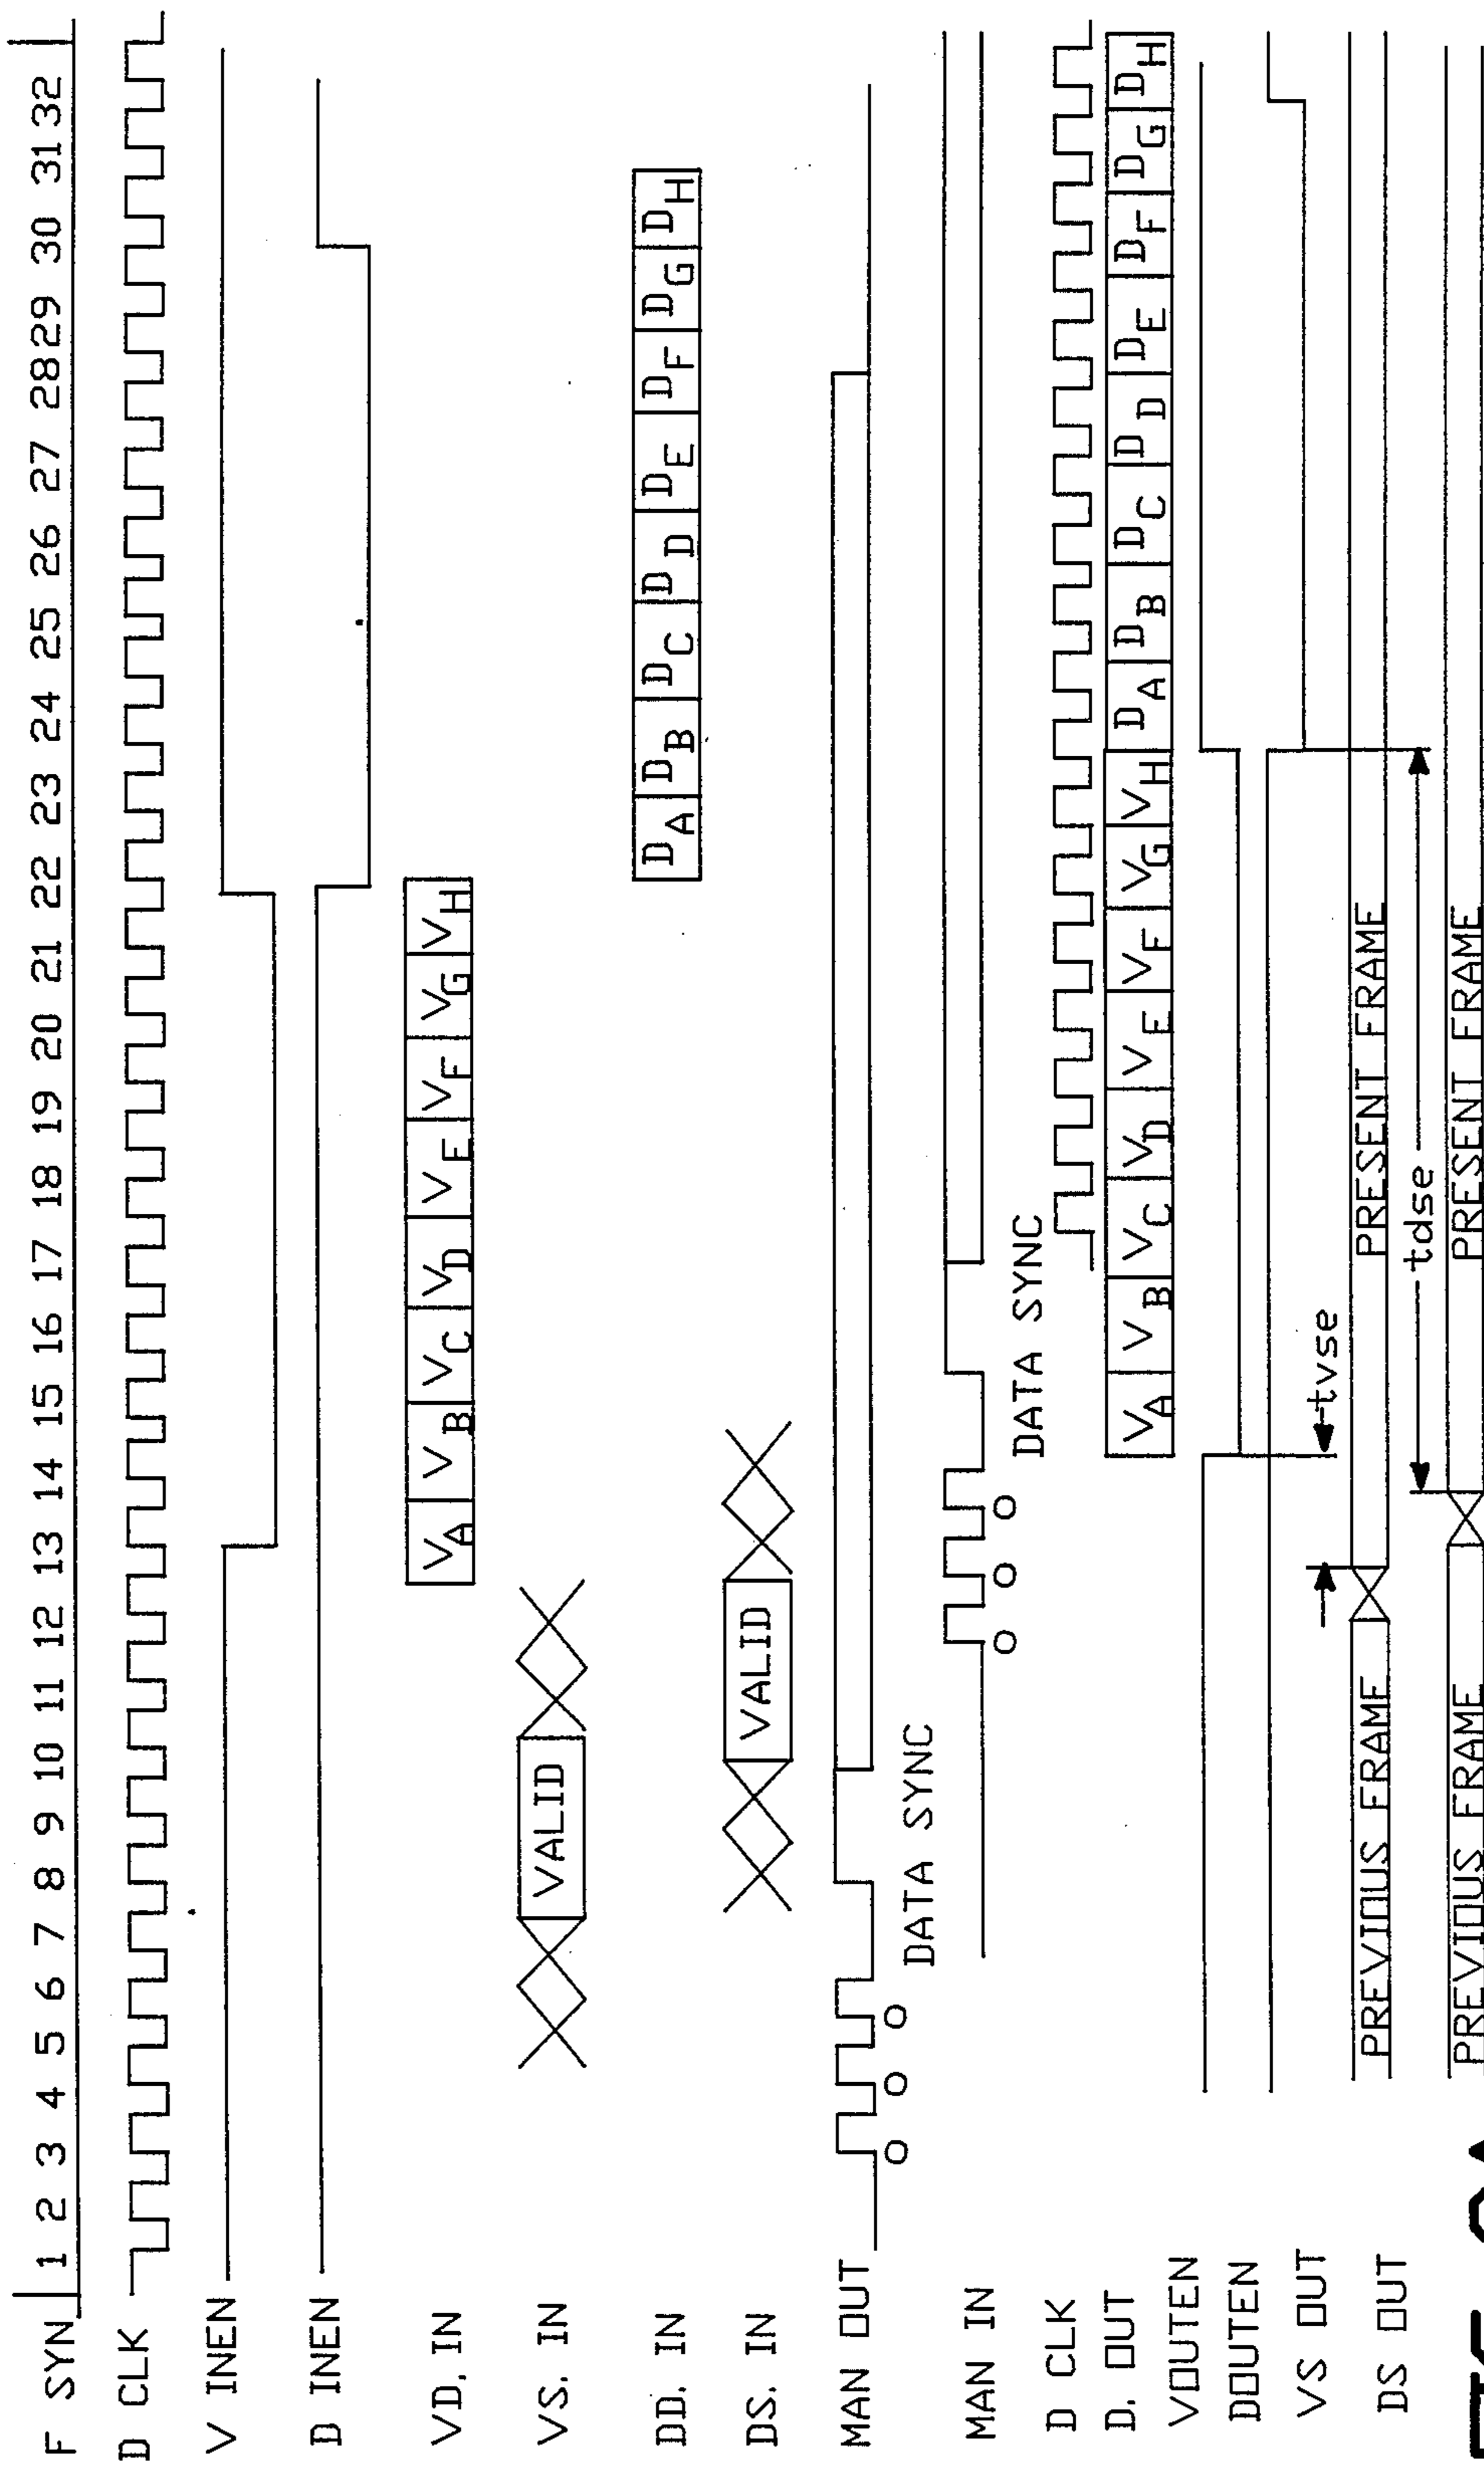 F SYN 1 2 3 4 5 6 7 8 9 10 11 12 13 14 15 16 17 18 19 20 21 22 23 24 25 26 27 28 29 30 31 32
D CLK
V INEN
D INEN
VD, IN VA VB VC VD VE VF VG VH
VS, IN VALID
DD, IN DA DB DC DD DE DF DG DH
DS, IN VALID
MAN OUT O O O
DATA SYNC
MAN IN O O O
DATA SYNC
D CLK
D, OUT VA VB VC VD VE VF VG VH DA DB DC DD DE DF DG DH
VOUTEN
DOUTEN
tvse
VS OUT PREVIOUS FRAME PRESENT FRAME
tdse
DS OUT PREVIOUS FRAME PRESENT FRAME